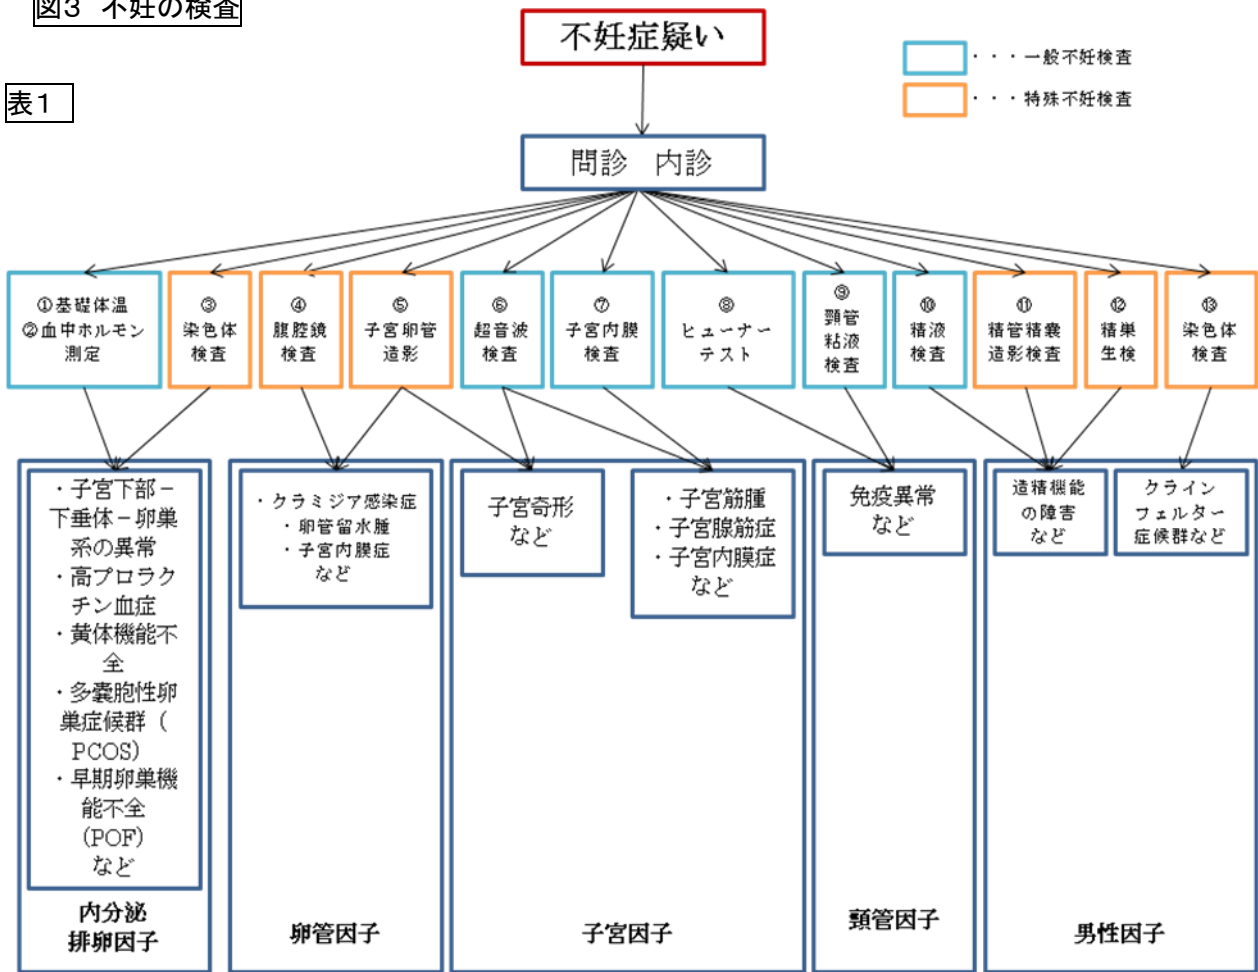 図3 不妊の検査
不妊症疑い
・・・一般不妊検査
・・・特殊不妊検査
表1
問診 内診
①基礎体温
②血中ホルモン
測定
③
染色体
検査
④
腹腔鏡
検査
⑤
子宮卵管
造影
⑥
超音波
検査
⑦
子宮内膜
検査
⑧
ヒューナー
テスト
⑨
頸管
粘液
検査
⑩
精液
検査
⑪
精管精嚢
造影検査
⑫
精巣
生検
⑬
染色体
検査
・子宮下部－
下垂体－卵巣
系の異常
・高プロラク
チン血症
・黄体機能不
全
・多嚢胞性卵
巣症候群（
PCOS）
・早期卵巣機
能不全
(POF)
など
内分泌
排卵因子
・クラミジア感染症
・卵管留水腫
・子宮内膜症
など
卵管因子
子宮奇形
など
・子宮筋腫
・子宮腺筋症
・子宮内膜症
など
子宮因子
免疫異常
など
頸管因子
造精機能
の障害
など
クライン
フェルター
症候群など
男性因子